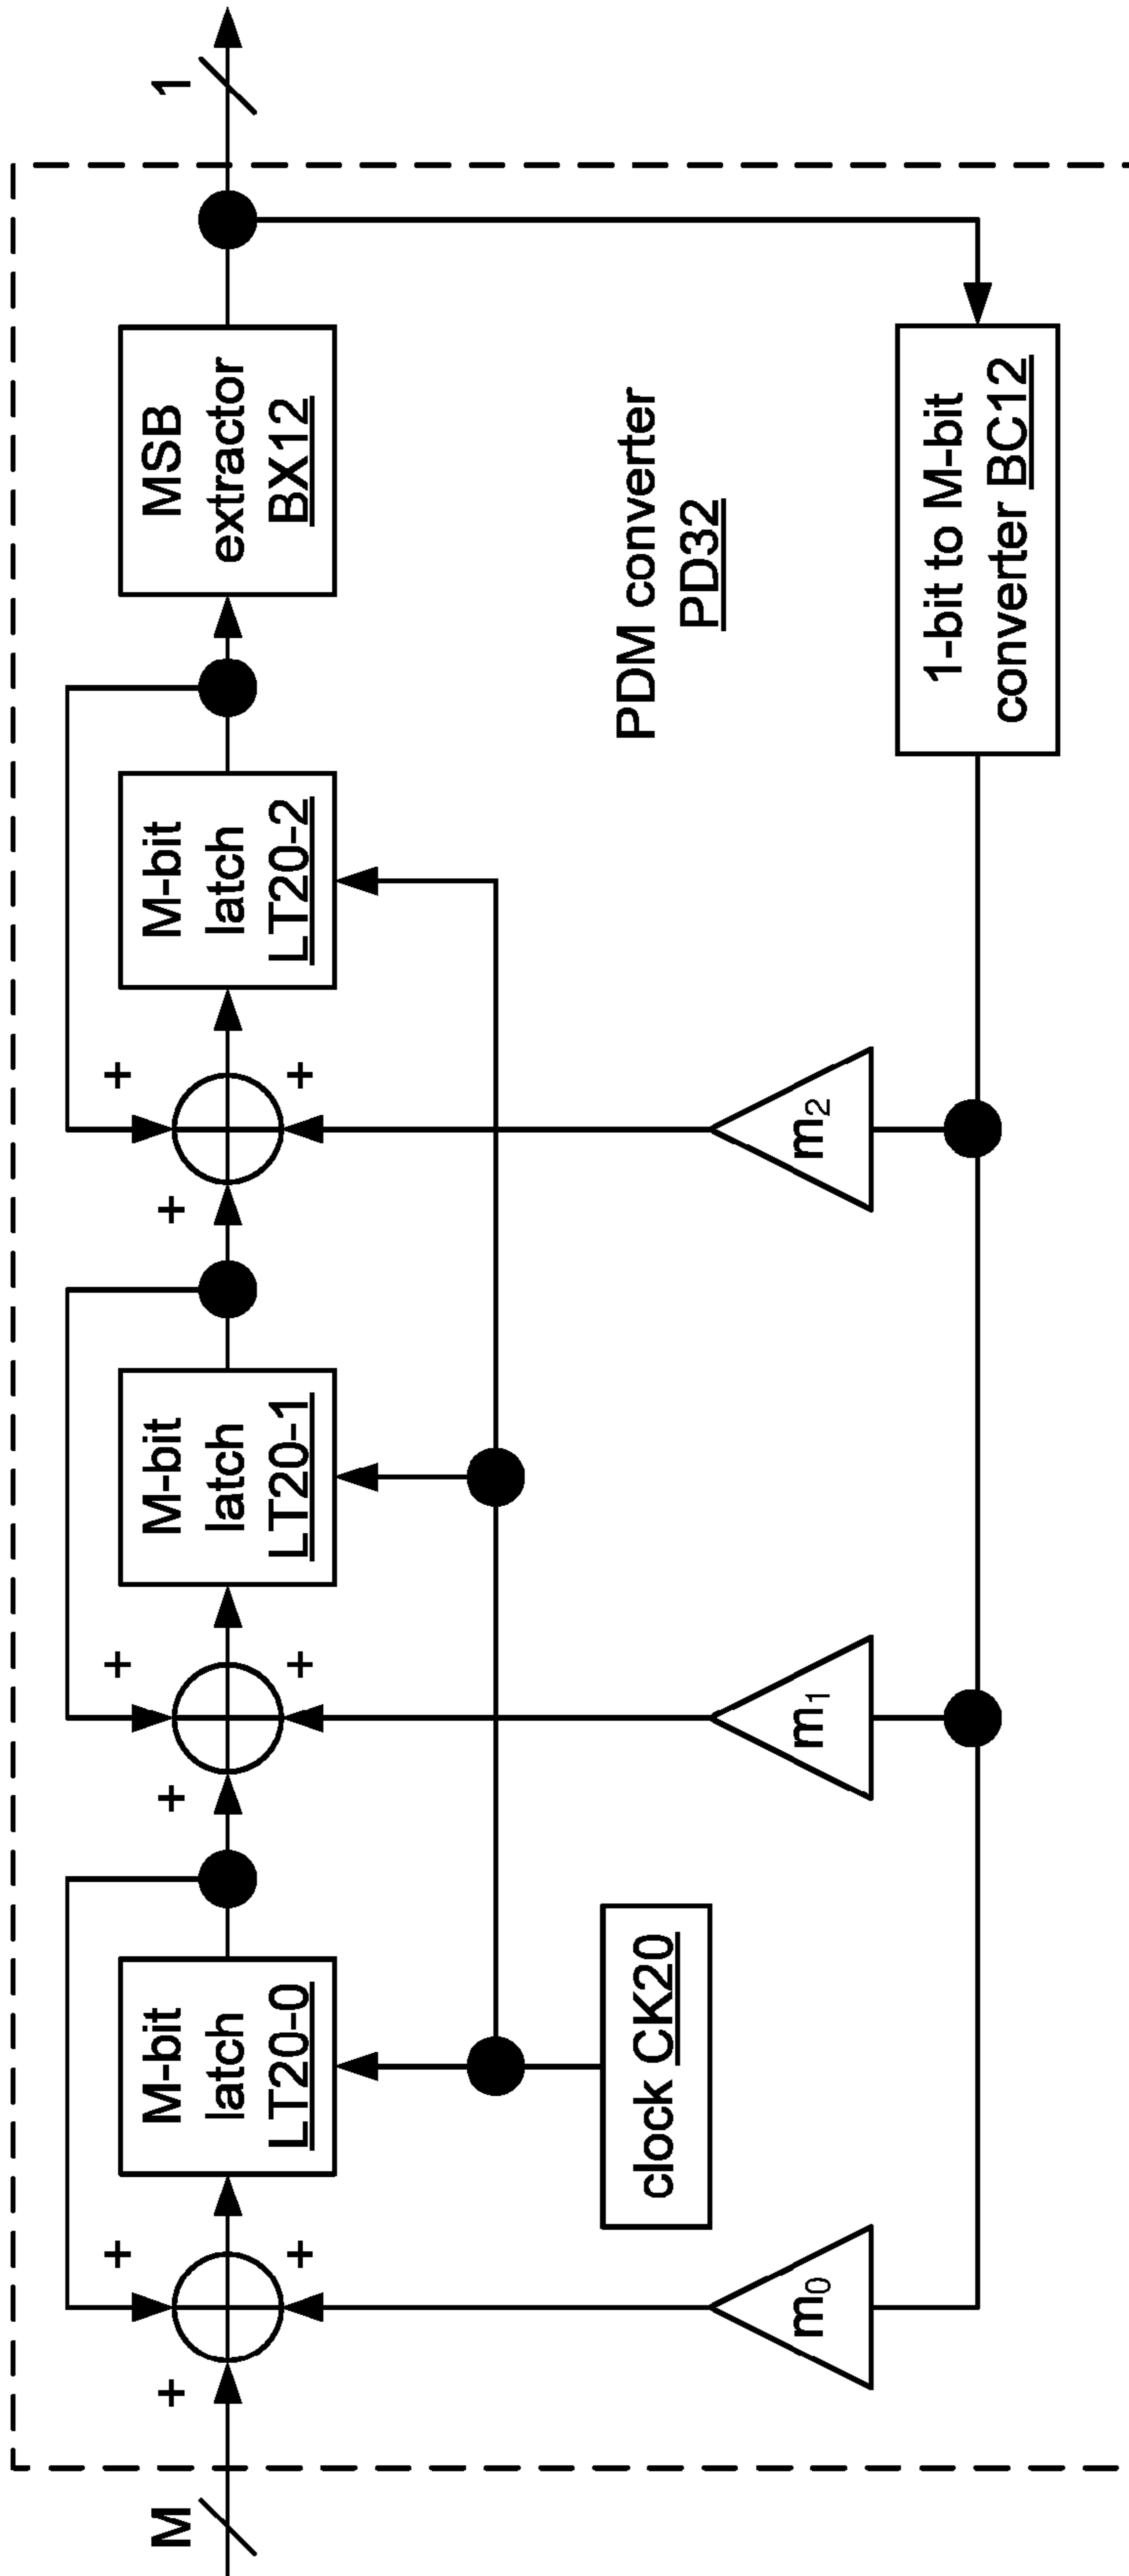 M
+
+
+
M-bit
latch
LT20-0
+
+
+
M-bit
latch
LT20-1
+
+
+
M-bit
latch
LT20-2
MSB
extractor
BX12
1
clock CK20
PDM converter
PD32
m0
m1
m2
1-bit to M-bit
converter BC12